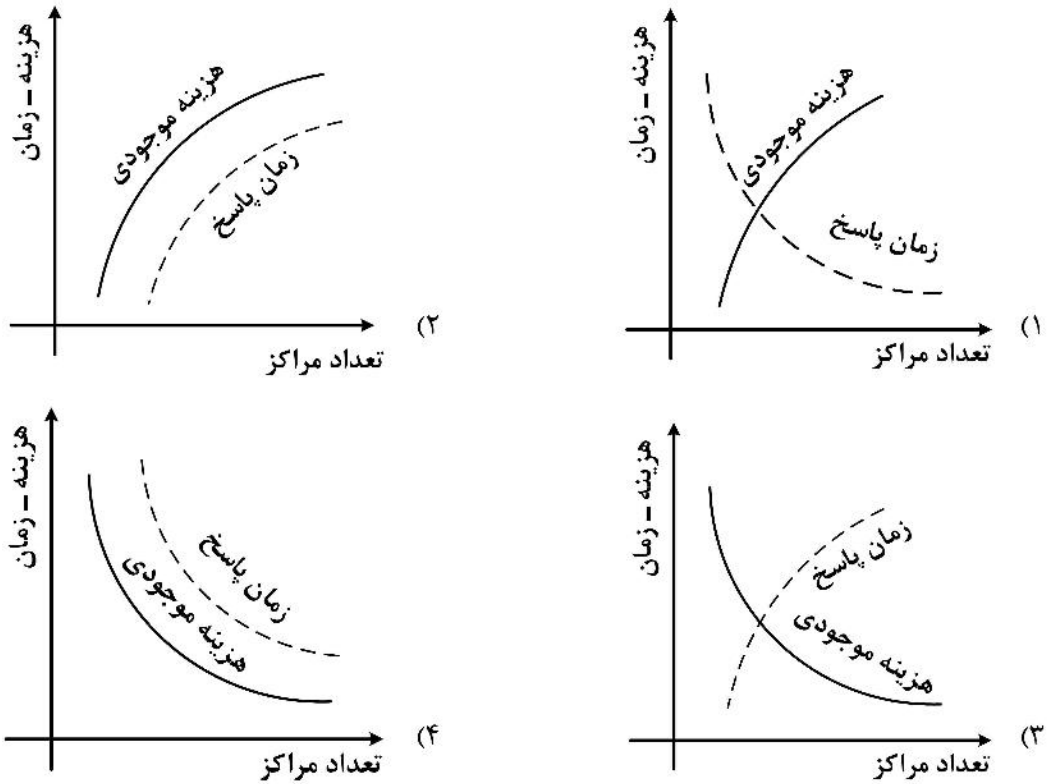 هزینه – زمان
هزینه موجودی
زمان پاسخ
تعداد مراکز
۱)
هزینه – زمان
هزینه موجودی
زمان پاسخ
تعداد مراکز
۲)
هزینه – زمان
زمان پاسخ
هزینه موجودی
تعداد مراکز
۳)
هزینه – زمان
زمان پاسخ
هزینه موجودی
تعداد مراکز
۴)